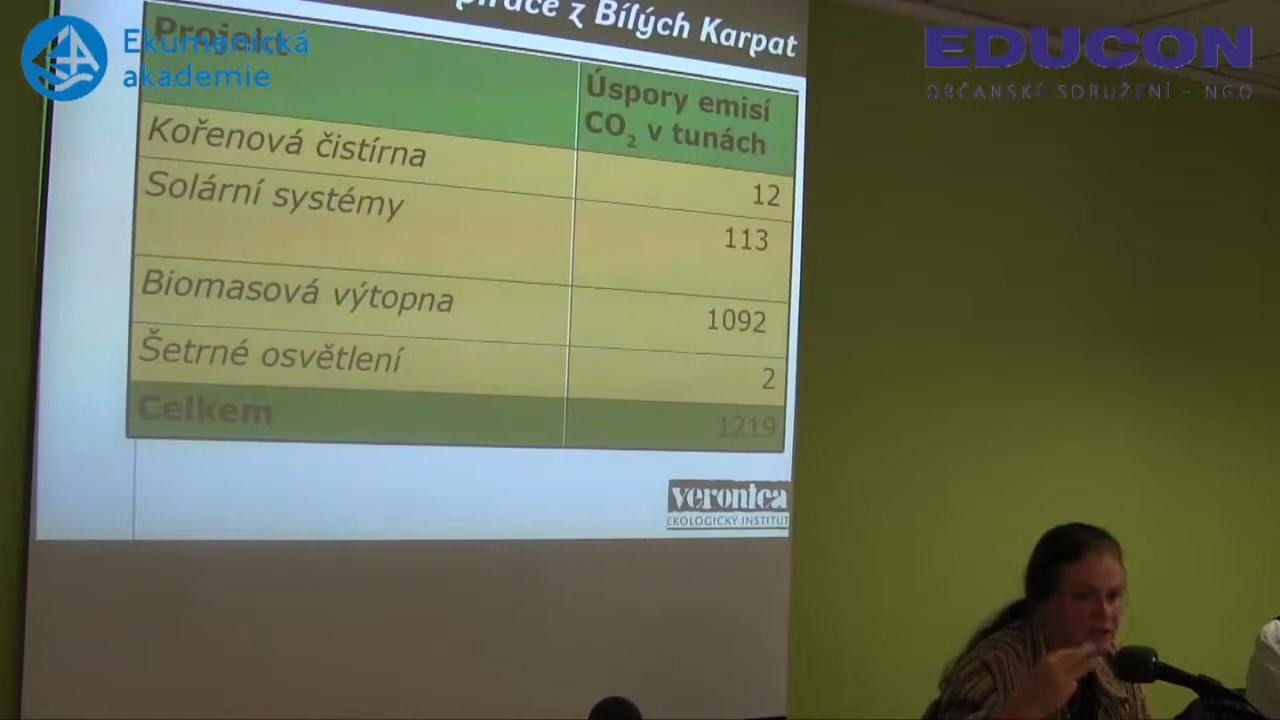 Ekumenická
akademie
EDUCON
OBČANSKÉ SDRUŽENÍ - NGO
z Bílých Karpat
Projekt
Úspory emisí
CO2 v tunách
Kořenová čistírna
12
Solární systémy
113
Biomasová výtopna
1092
Šetrné osvětlení
2
Celkem
1219
veronica
EKOLOGICKÝ INSTITUT